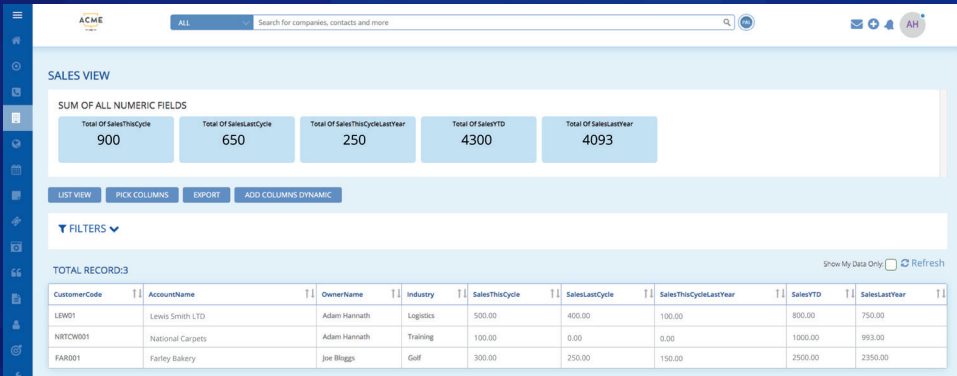 ACME
ALL Search for companies, contacts and more
AH
SALES VIEW
SUM OF ALL NUMERIC FIELDS
Total Of SalesThisCycle Total Of SalesLastCycle Total Of SalesThisCycleLastYear Total Of SalesYTD Total Of SalesLastYear
900 650 250 4300 4093
LIST VIEW PICK COLUMNS EXPORT ADD COLUMNS DYNAMIC
FILTERS
TOTAL RECORD:3 Show My Data Only: Refresh
CustomerCode AccountName OwnerName Industry SalesThisCycle SalesLastCycle SalesThisCycleLastYear SalesYTD SalesLastYear
LEW01 Lewis Smith LTD Adam Hannath Logistics 500.00 400.00 100.00 800.00 750.00
NRTCW001 National Carpets Adam Hannath Training 100.00 0.00 0.00 1000.00 993.00
FAR001 Farley Bakery Joe Bloggs Golf 300.00 250.00 150.00 2500.00 2350.00